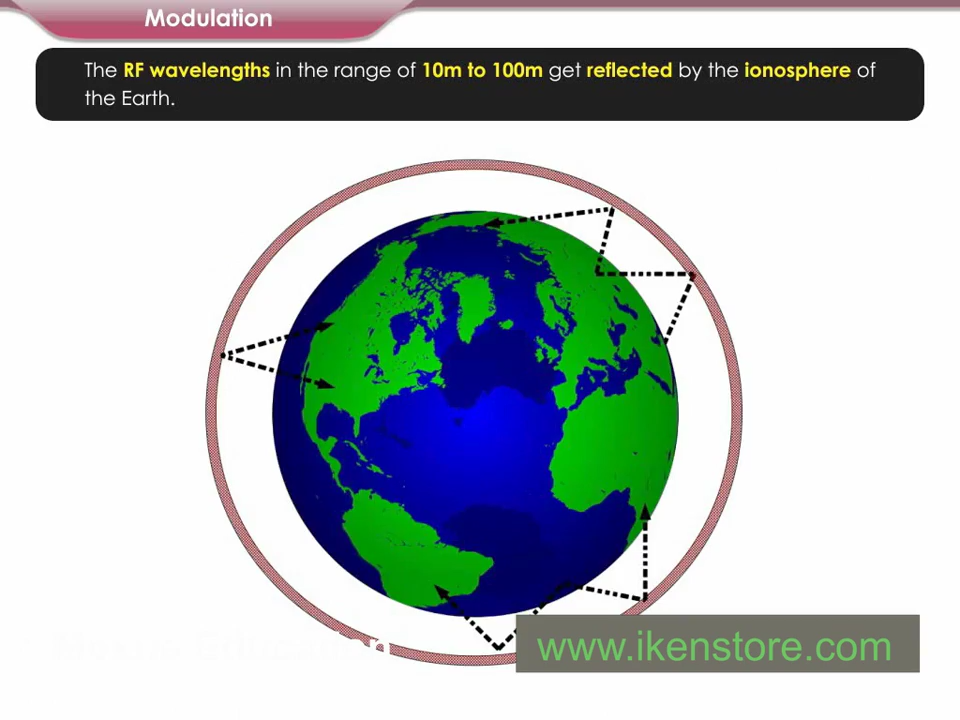 Modulation
The RF wavelengths in the range of 10m to 100m get reflected by the ionosphere of
the Earth.
www.ikenstore.com